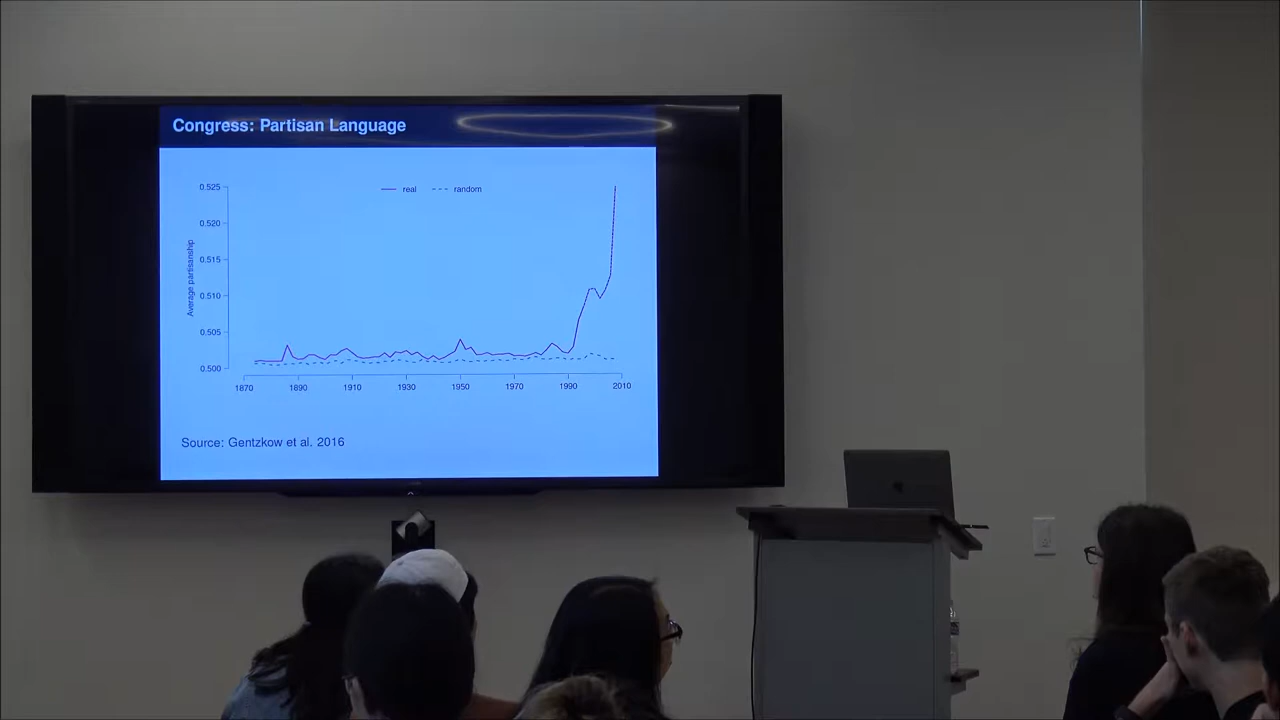 Congress: Partisan Language
real random
Average partisanship
0.525
0.520
0.515
0.510
0.505
0.500
1870 1890 1910 1930 1950 1970 1990 2010
Source: Gentzkow et al. 2016